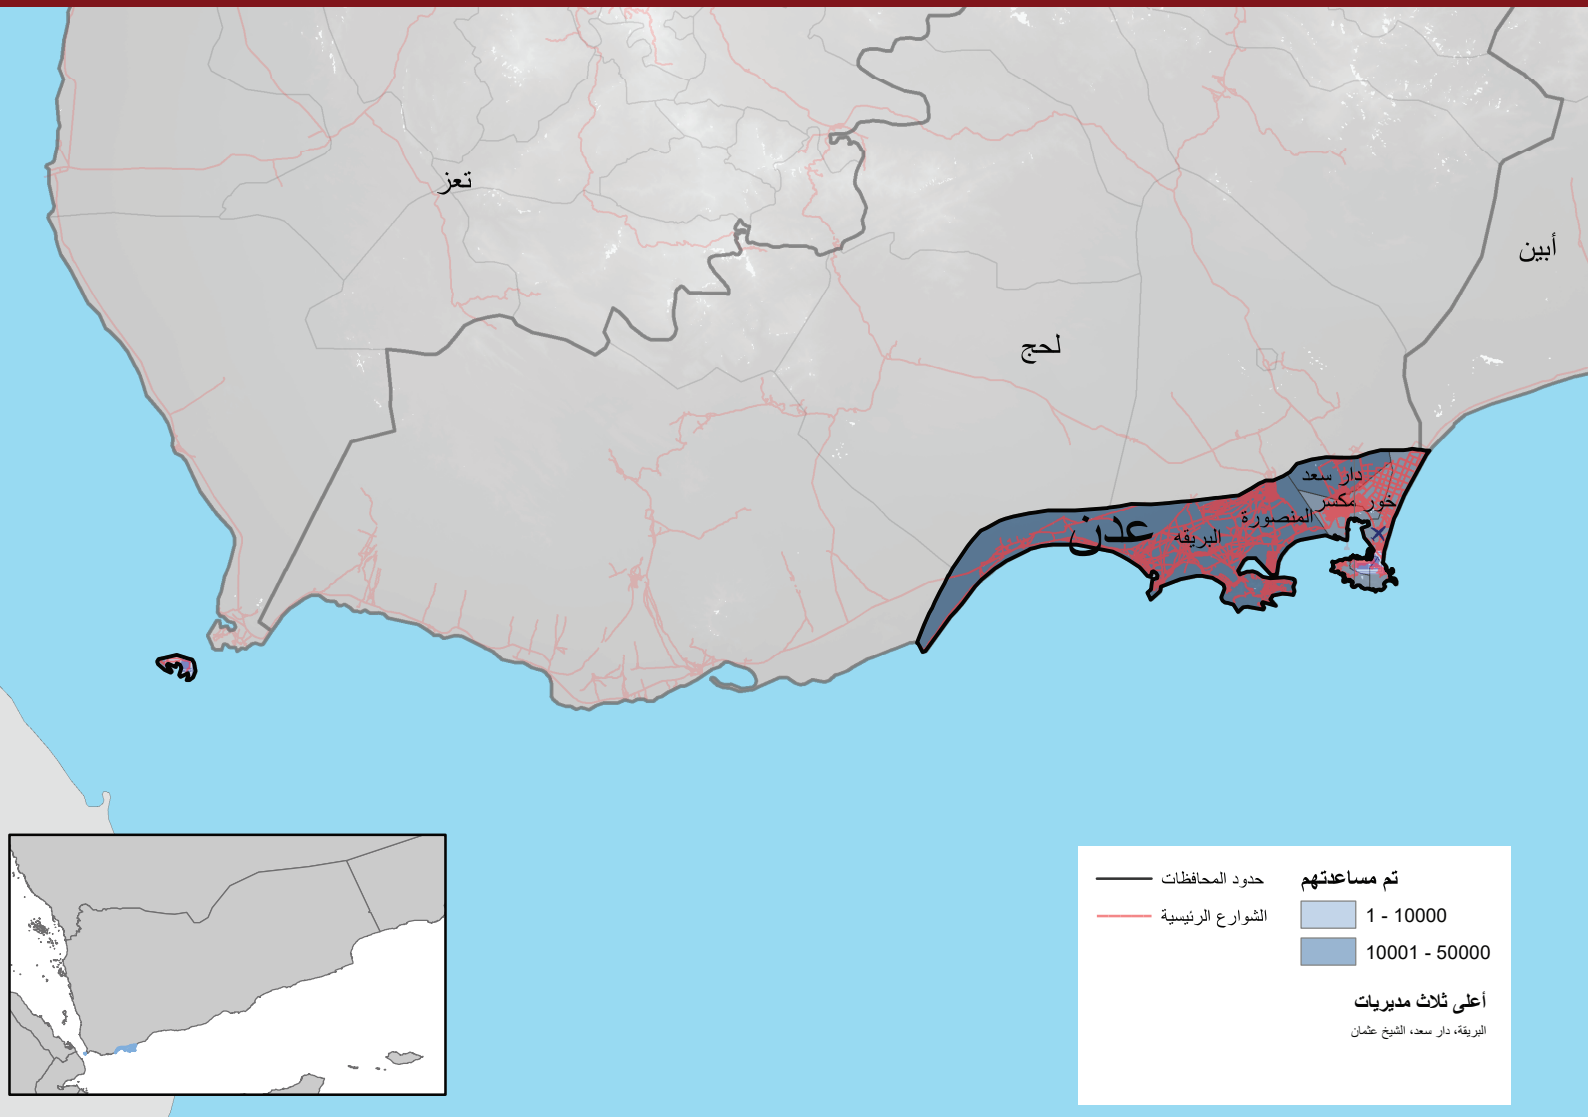 تعز
أبين
لحج
دار سعد
خور مكسر
المنصورة
عدن
البريقه
تم مساعدتهم
حدود المحافظات
1 - 10000
الشوارع الرئيسية
10001 - 50000
أعلى ثلاث مديريات
البريقة، دار سعد، الشيخ عثمان